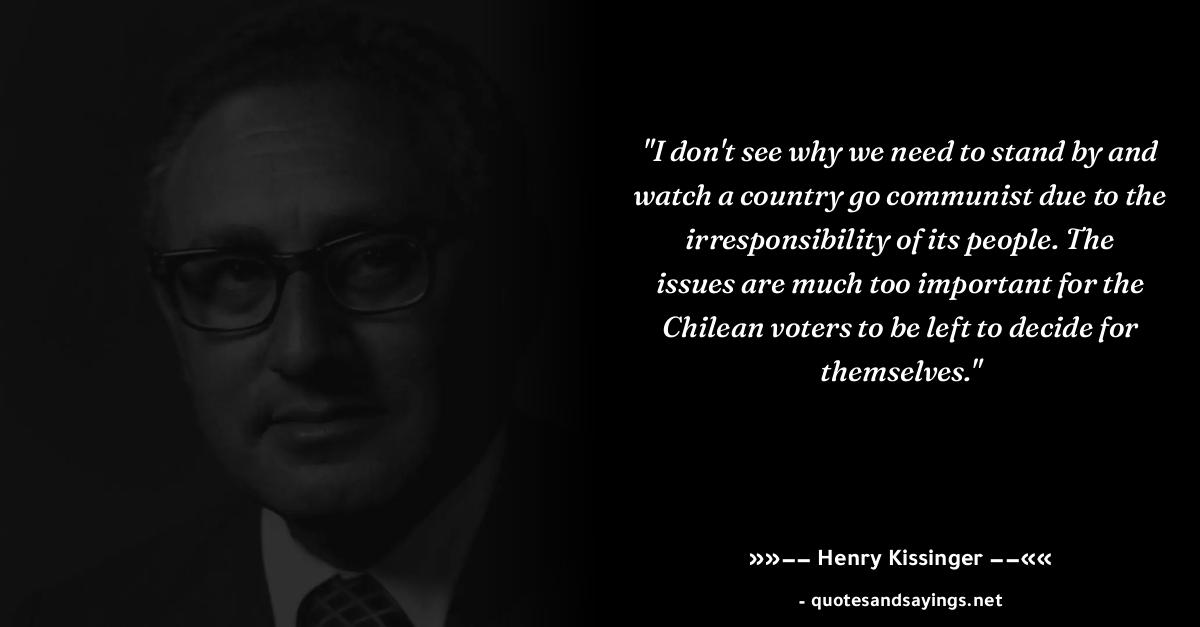 "I don't see why we need to stand by and
watch a country go communist due to the
irresponsibility of its people. The
issues are much too important for the
Chilean voters to be left to decide for
themselves."
»»−− Henry Kissinger −−««
- quotesandsayings.net